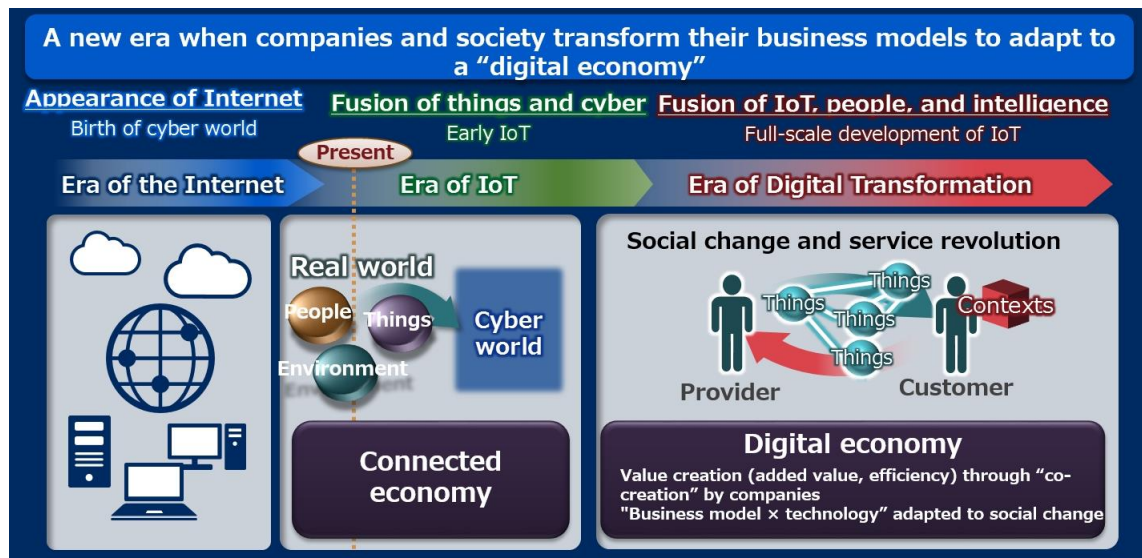 A new era when companies and society transform their business models to adapt to
a “digital economy”
Appearance of Internet
Birth of cyber world
Fusion of things and cyber
Early IoT
Fusion of IoT, people, and intelligence
Full-scale development of IoT
Present
Era of the Internet
Era of IoT
Era of Digital Transformation
Real world
People
Things
Environment
Cyber
world
Connected
economy
Social change and service revolution
Things
Things
Things
Things
Contexts
Provider
Customer
Digital economy
Value creation (added value, efficiency) through “co-
creation” by companies
"Business model × technology” adapted to social change